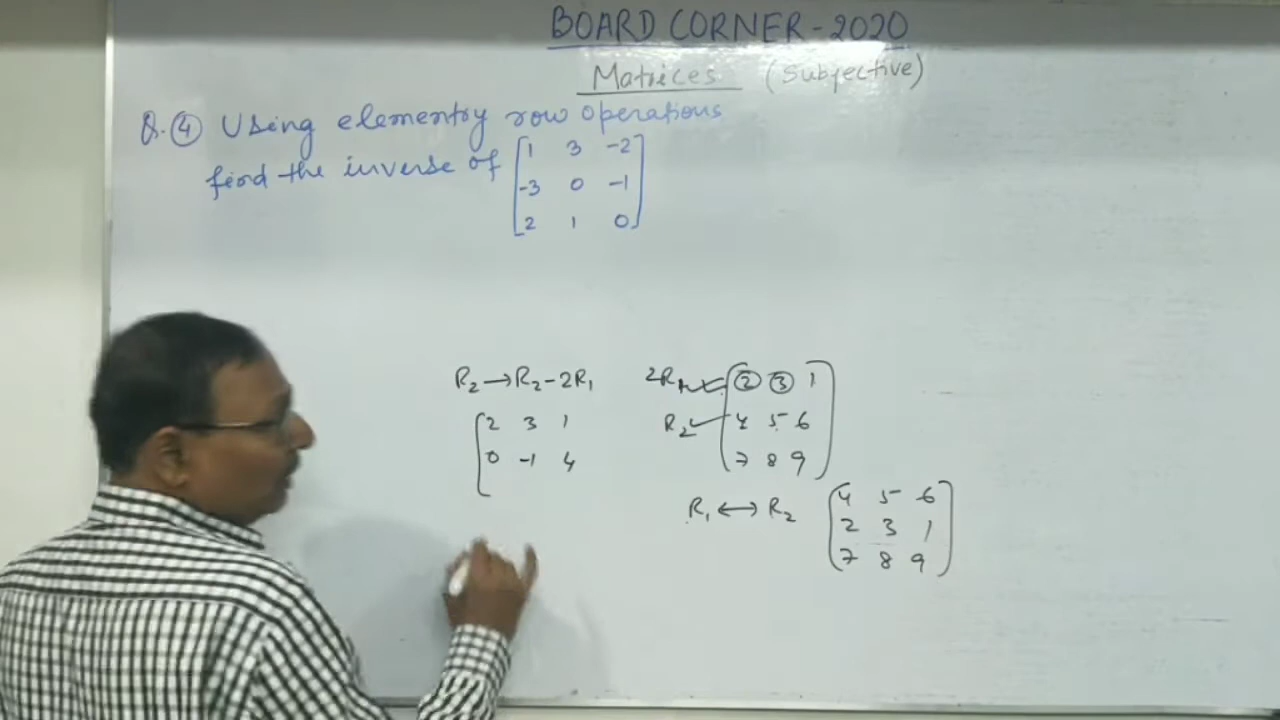 BOARD CORNER - 2020
Matrices (Subjective)
Q.④ Using elementry row operations
find the inverse of [1 3 -2
-3 0 -1
2 1 0]
R₂→R₂-2R₁
[2 3 1
0 -1 4
② ③ 1
R₂ 4 5 6
7 8 9
R₁↔R₂
4 5 6
2 3 1
7 8 9